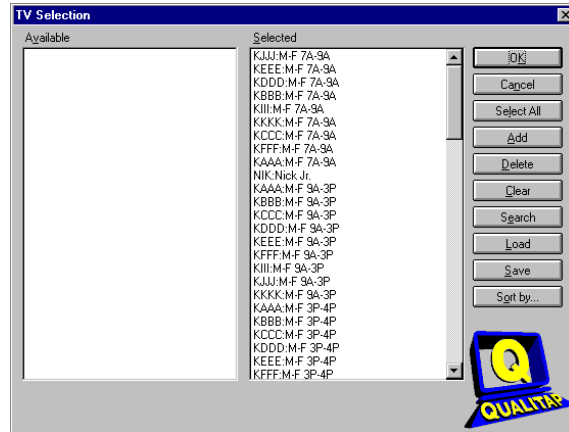 TV Selection
Available
Selected
KJJJ:M-F 7A-9A
KEEE:M-F 7A-9A
KDDD:M-F 7A-9A
KBBB:M-F 7A-9A
KIII:M-F 7A-9A
KKKK:M-F 7A-9A
KCCC:M-F 7A-9A
KFFF:M-F 7A-9A
KAAA:M-F 7A-9A
NIK:Nick Jr.
KAAA:M-F 9A-3P
KBBB:M-F 9A-3P
KCCC:M-F 9A-3P
KDDD:M-F 9A-3P
KEEE:M-F 9A-3P
KFFF:M-F 9A-3P
KIII:M-F 9A-3P
KJJJ:M-F 9A-3P
KKKK:M-F 9A-3P
KAAA:M-F 3P-4P
KBBB:M-F 3P-4P
KCCC:M-F 3P-4P
KDDD:M-F 3P-4P
KEEE:M-F 3P-4P
KFFF:M-F 3P-4P
OK
Cancel
Select All
Add
Delete
Clear
Search
Load
Save
Sort by...
Q
QUALITAP